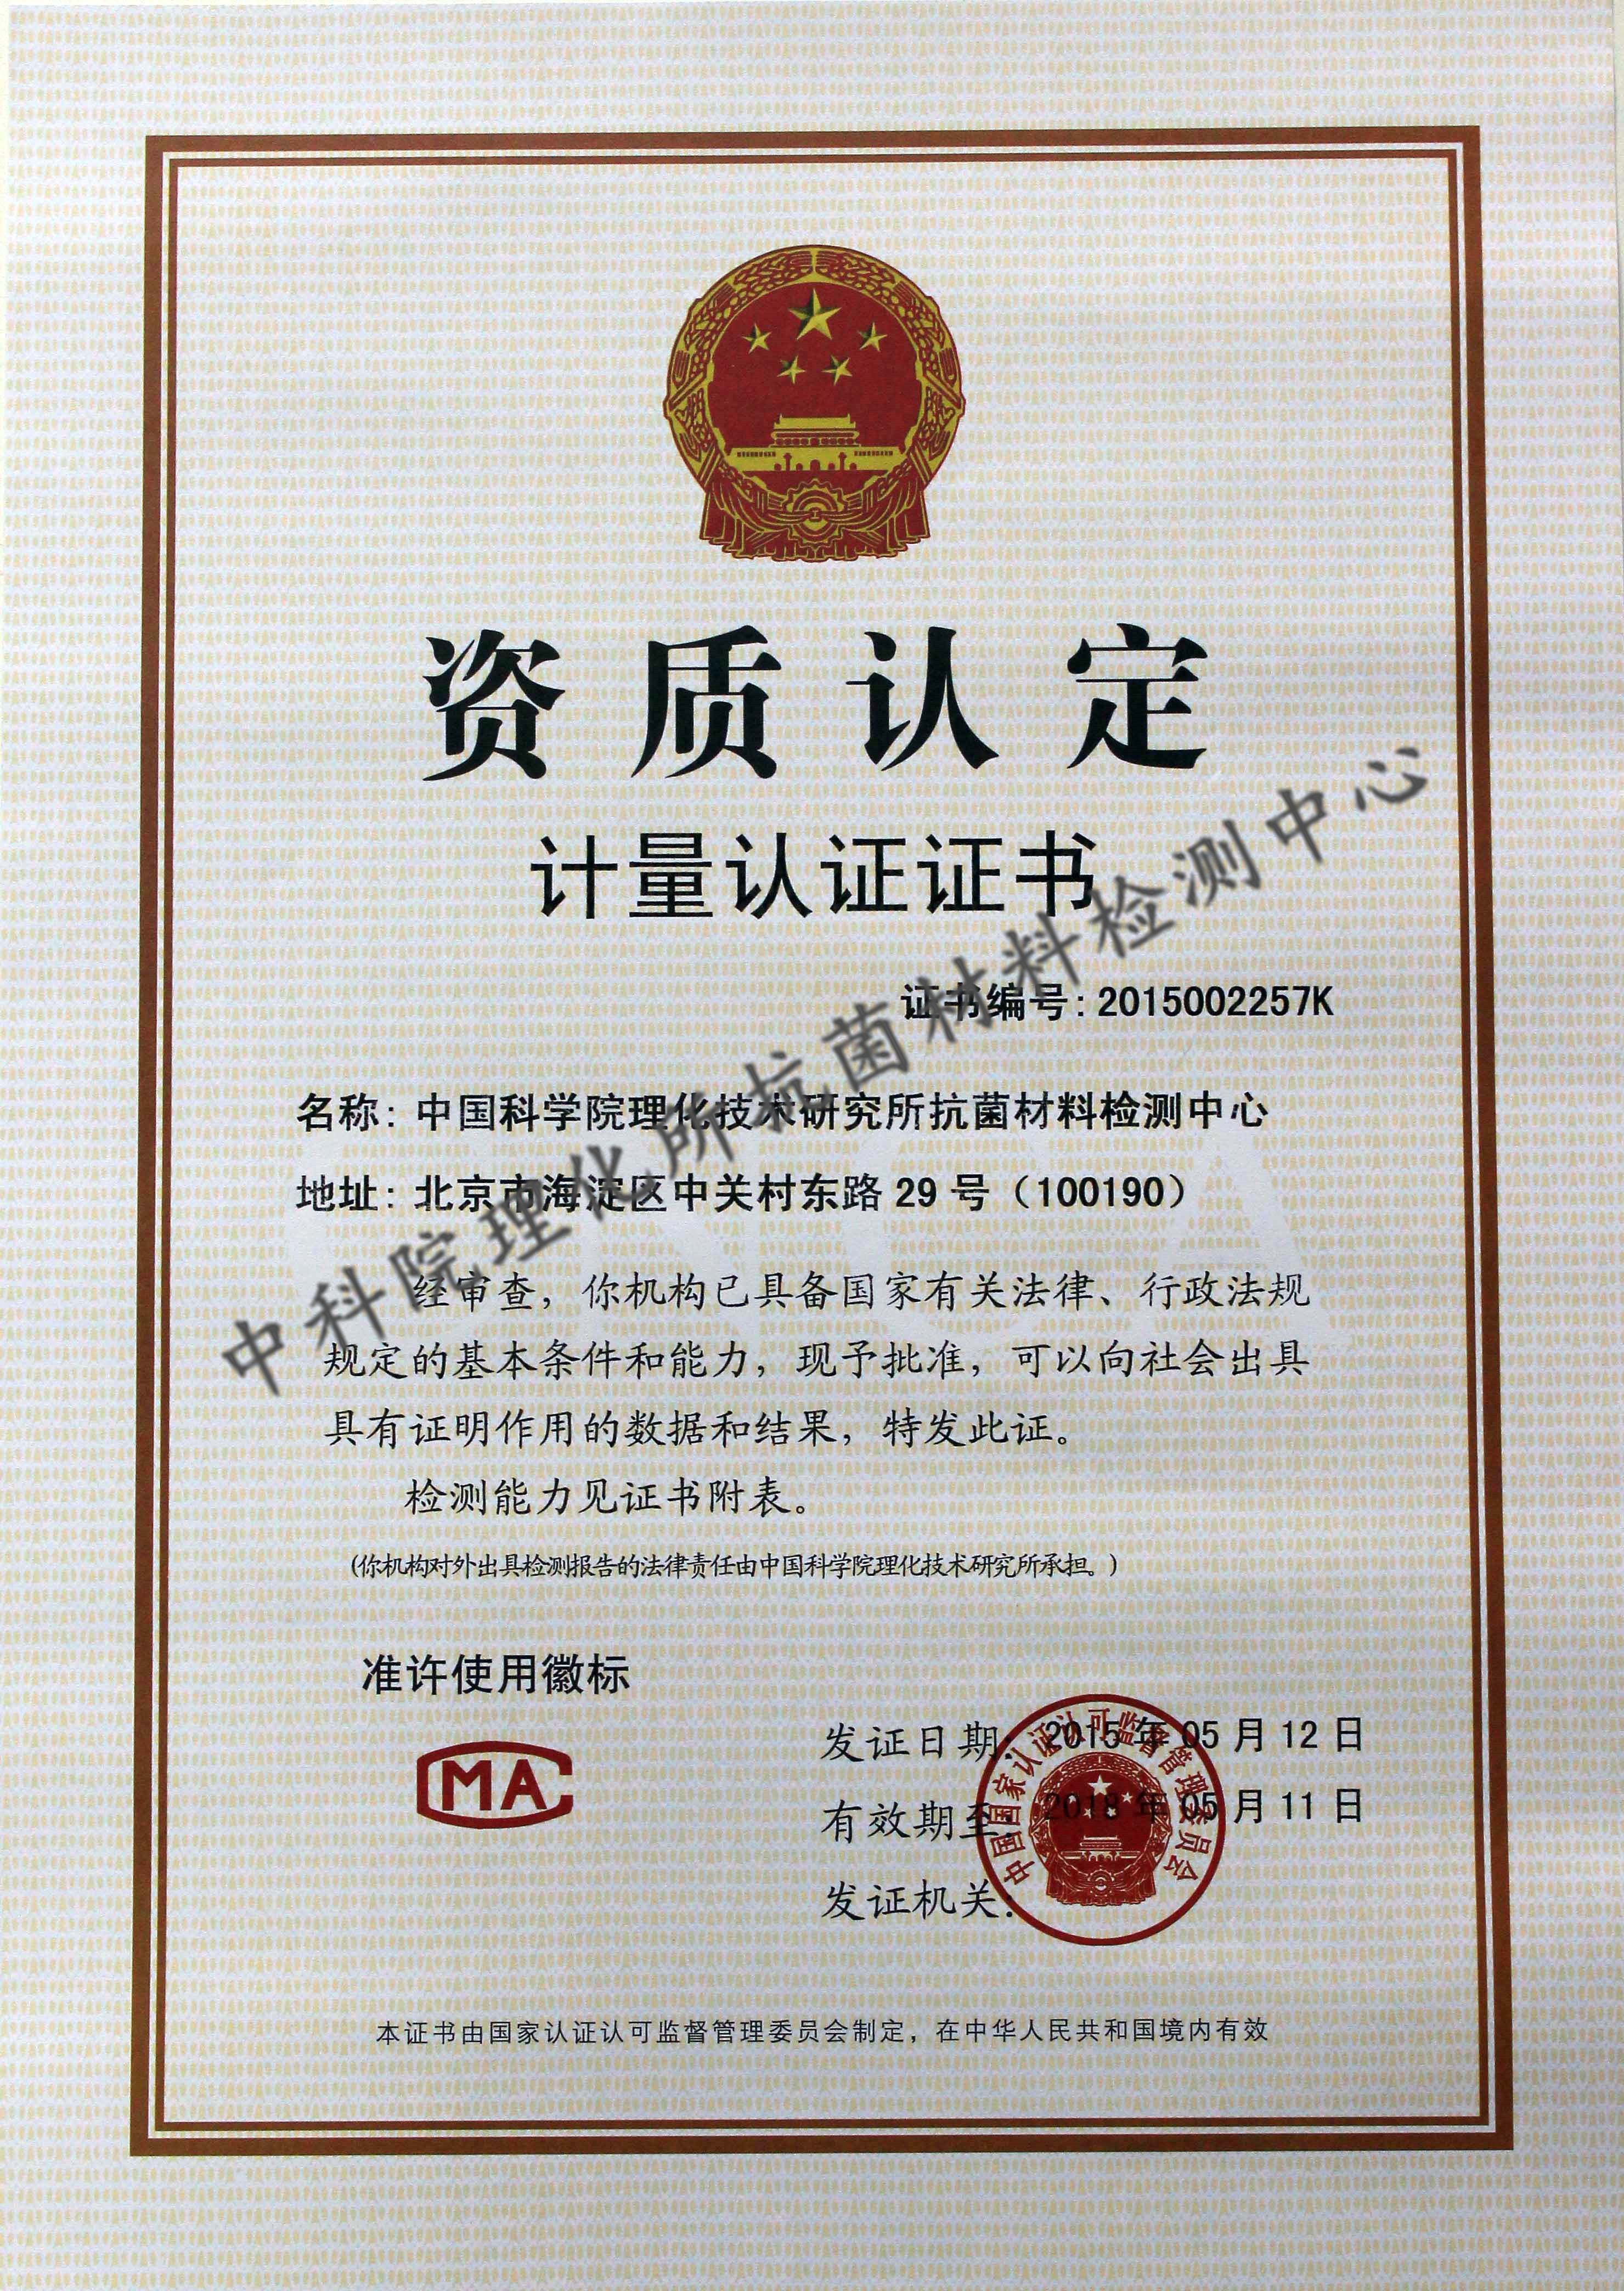 资质认定
计量认证证书
证书编号: 2015002257K
名称: 中国科学院理化技术研究所抗菌材料检测中心
地址: 北京市海淀区中关村东路 29 号（100190）
经审查，你机构已具备国家有关法律、行政法规
规定的基本条件和能力，现予批准，可以向社会出具
具有证明作用的数据和结果，特发此证。
检测能力见证书附表。
(你机构对外出具检测报告的法律责任由中国科学院理化技术研究所承担。)
准许使用徽标
MA
发证日期: 2015 年 05 月 12 日
有效期至: 2018 年 05 月 11 日
发证机关:
中国国家认证认可监督管理委员会
本证书由国家认证认可监督管理委员会制定，在中华人民共和国境内有效
中科院理化所抗菌材料检测中心